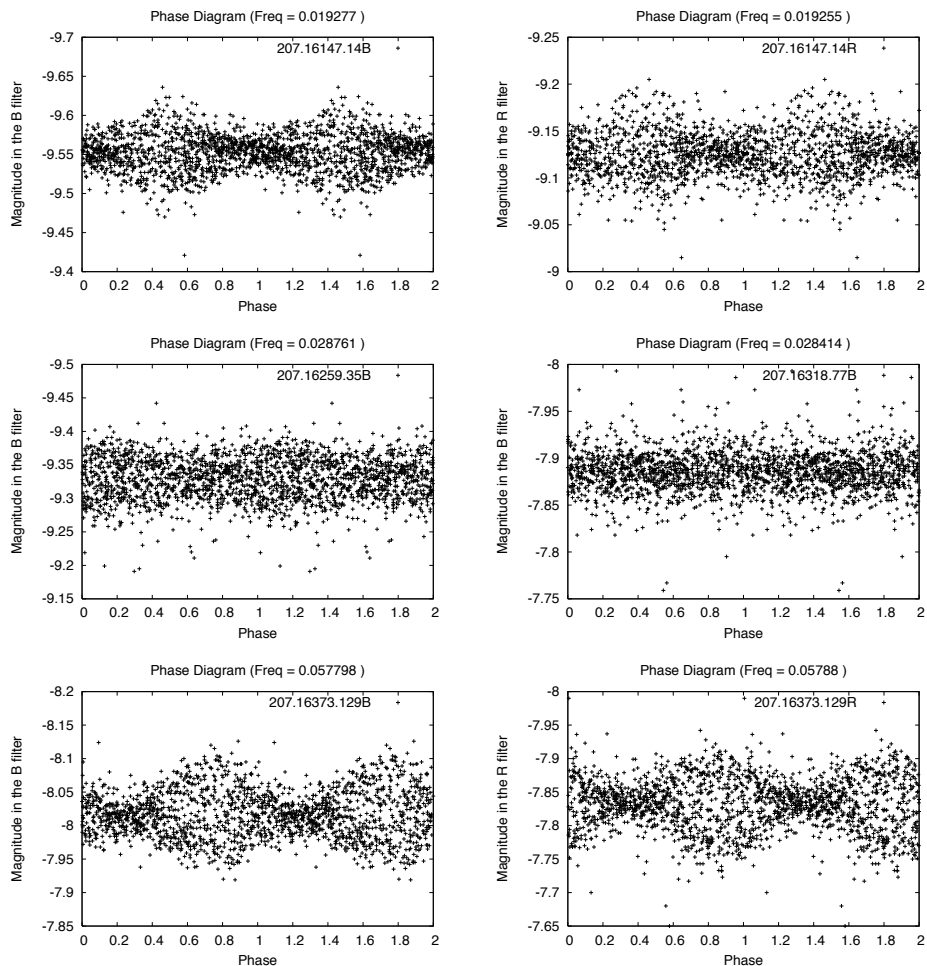 Phase Diagram (Freq = 0.019277 )
207.16147.14B
Magnitude in the B filter
-9.7
-9.65
-9.6
-9.55
-9.5
-9.45
-9.4
0 0.2 0.4 0.6 0.8 1 1.2 1.4 1.6 1.8 2
Phase
Phase Diagram (Freq = 0.019255 )
207.16147.14R
Magnitude in the R filter
-9.25
-9.2
-9.15
-9.1
-9.05
-9
0 0.2 0.4 0.6 0.8 1 1.2 1.4 1.6 1.8 2
Phase
Phase Diagram (Freq = 0.028761 )
207.16259.35B
Magnitude in the B filter
-9.5
-9.45
-9.4
-9.35
-9.3
-9.25
-9.2
-9.15
0 0.2 0.4 0.6 0.8 1 1.2 1.4 1.6 1.8 2
Phase
Phase Diagram (Freq = 0.028414 )
207.16318.77B
Magnitude in the B filter
-8
-7.95
-7.9
-7.85
-7.8
-7.75
0 0.2 0.4 0.6 0.8 1 1.2 1.4 1.6 1.8 2
Phase
Phase Diagram (Freq = 0.057798 )
207.16373.129B
Magnitude in the B filter
-8.2
-8.15
-8.1
-8.05
-8
-7.95
-7.9
-7.85
0 0.2 0.4 0.6 0.8 1 1.2 1.4 1.6 1.8 2
Phase
Phase Diagram (Freq = 0.05788 )
207.16373.129R
Magnitude in the R filter
-8
-7.95
-7.9
-7.85
-7.8
-7.75
-7.7
-7.65
0 0.2 0.4 0.6 0.8 1 1.2 1.4 1.6 1.8 2
Phase